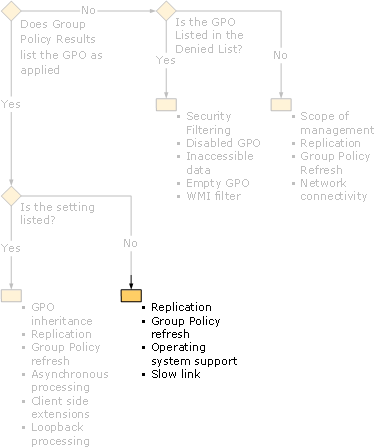 Does Group
Policy Results
list the GPO as
applied
No
Is the GPO
Listed in the
Denied List?
Yes
No
Yes
▪ Security
Filtering
▪ Disabled GPO
▪ Inaccessible
data
▪ Empty GPO
▪ WMI filter
▪ Scope of
management
▪ Replication
▪ Group Policy
Refresh
▪ Network
connectivity
Is the setting
listed?
Yes
No
▪ GPO
inheritance
▪ Replication
▪ Group Policy
refresh
▪ Asynchronous
processing
▪ Client side
extensions
▪ Loopback
processing
▪ Replication
▪ Group Policy
refresh
▪ Operating
system support
▪ Slow link